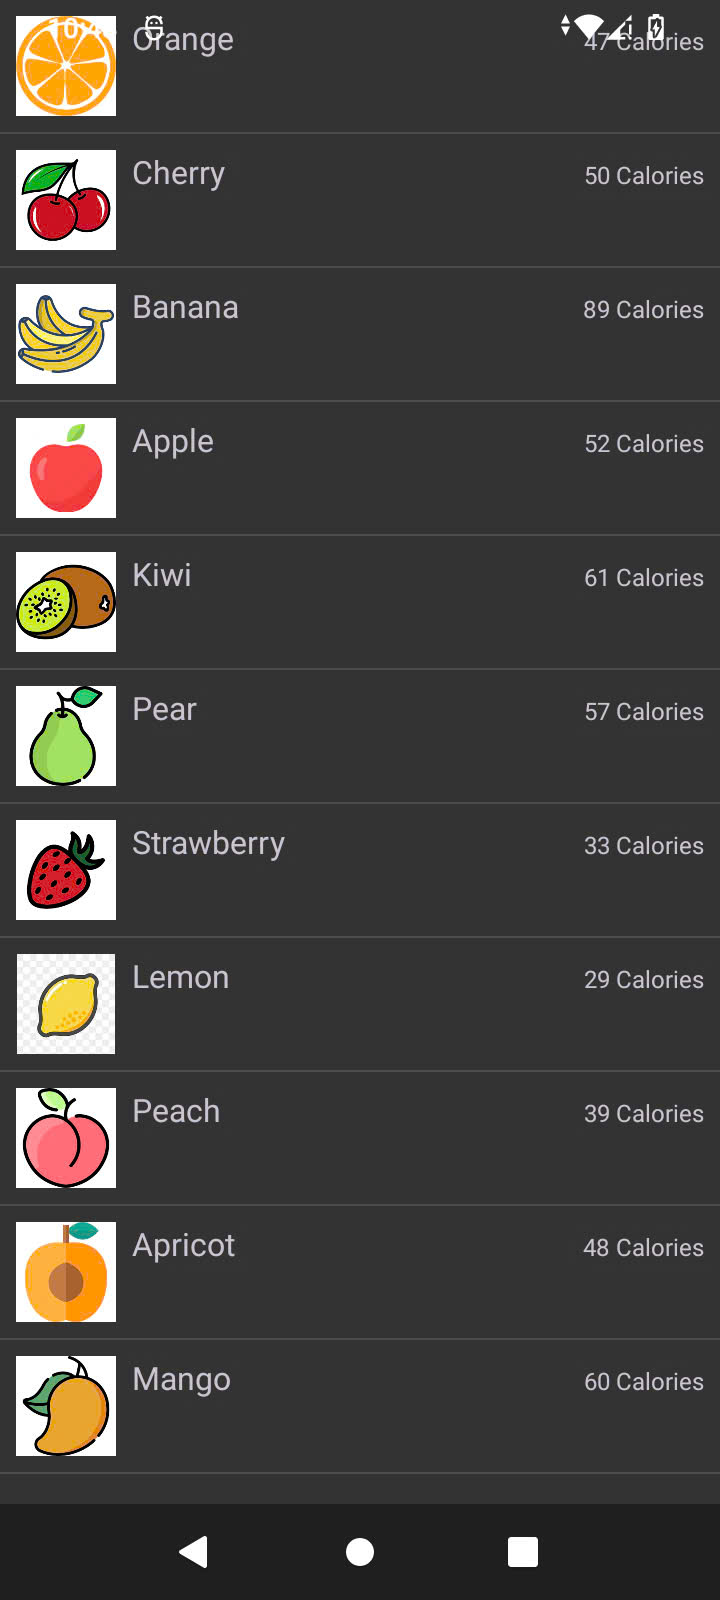 Orange
47 Calories
Cherry
50 Calories
Banana
89 Calories
Apple
52 Calories
Kiwi
61 Calories
Pear
57 Calories
Strawberry
33 Calories
Lemon
29 Calories
Peach
39 Calories
Apricot
48 Calories
Mango
60 Calories